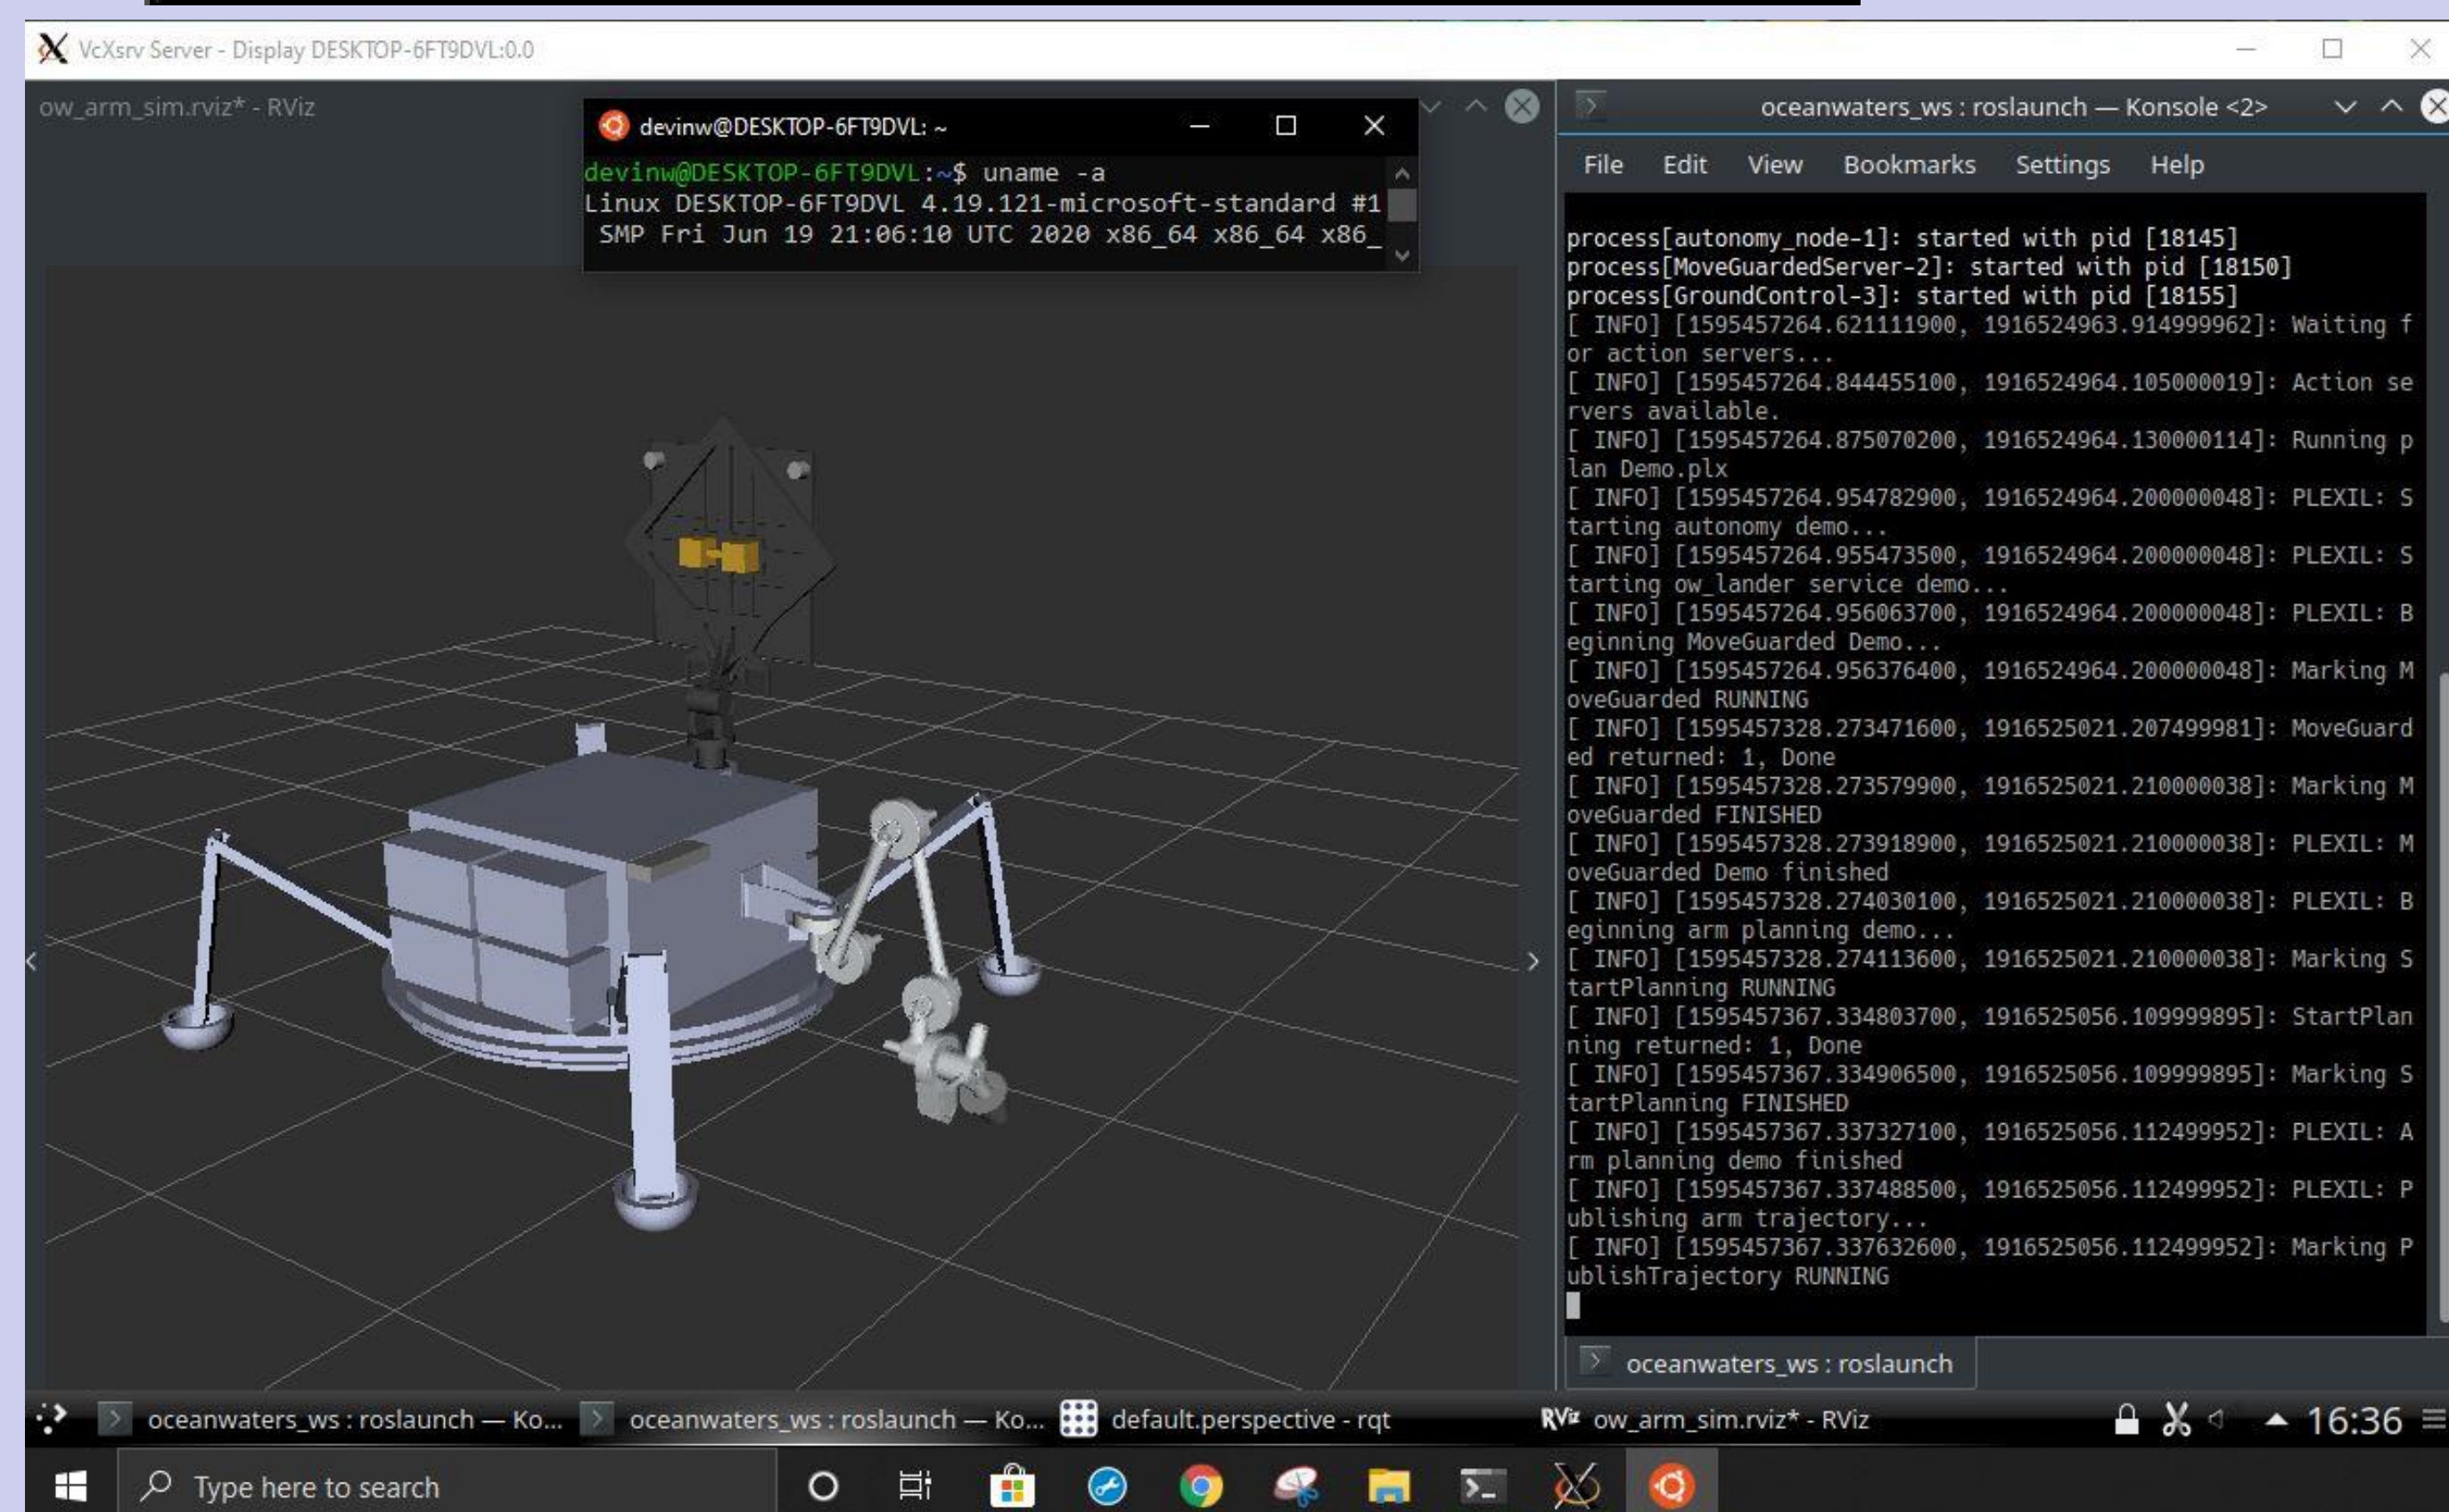 VcXsrv Server - Display DESKTOP-6FT9DVL:0.0
ow_arm_sim.rviz* - RViz
devinw@DESKTOP-6FT9DVL: ~
devinw@DESKTOP-6FT9DVL:~$ uname -a
Linux DESKTOP-6FT9DVL 4.19.121-microsoft-standard #1
SMP Fri Jun 19 21:06:10 UTC 2020 x86_64 x86_64 x86_
oceanwaters_ws : roslaunch — Konsole <2>
File Edit View Bookmarks Settings Help
process[autonomy_node-1]: started with pid [18145]
process[MoveGuardedServer-2]: started with pid [18150]
process[GroundControl-3]: started with pid [18155]
[ INFO] [1595457264.621111900, 1916524963.914999962]: Waiting f
or action servers...
[ INFO] [1595457264.844455100, 1916524964.105000019]: Action se
rvers available.
[ INFO] [1595457264.875070200, 1916524964.130000114]: Running p
lan Demo.plx
[ INFO] [1595457264.954782900, 1916524964.200000048]: PLEXIL: S
tarting autonomy demo...
[ INFO] [1595457264.955473500, 1916524964.200000048]: PLEXIL: S
tarting ow_lander service demo...
[ INFO] [1595457264.956063700, 1916524964.200000048]: PLEXIL: B
eginning MoveGuarded Demo...
[ INFO] [1595457264.956376400, 1916524964.200000048]: Marking M
oveGuarded RUNNING
[ INFO] [1595457328.273471600, 1916525021.207499981]: MoveGuard
ed returned: 1, Done
[ INFO] [1595457328.273579900, 1916525021.210000038]: Marking M
oveGuarded FINISHED
[ INFO] [1595457328.273918900, 1916525021.210000038]: PLEXIL: M
oveGuarded Demo finished
[ INFO] [1595457328.274030100, 1916525021.210000038]: PLEXIL: B
eginning arm planning demo...
[ INFO] [1595457328.274113600, 1916525021.210000038]: Marking S
tartPlanning RUNNING
[ INFO] [1595457367.334803700, 1916525056.109999895]: StartPlan
ning returned: 1, Done
[ INFO] [1595457367.334906500, 1916525056.109999895]: Marking S
tartPlanning FINISHED
[ INFO] [1595457367.337327100, 1916525056.112499952]: PLEXIL: A
rm planning demo finished
[ INFO] [1595457367.337488500, 1916525056.112499952]: PLEXIL: P
ublishing arm trajectory...
[ INFO] [1595457367.337632600, 1916525056.112499952]: Marking P
ublishTrajectory RUNNING
oceanwaters_ws : roslaunch
oceanwaters_ws : roslaunch — Ko... oceanwaters_ws : roslaunch — Ko... default.perspective - rqt RViz ow_arm_sim.rviz* - RViz 16:36
Type here to search